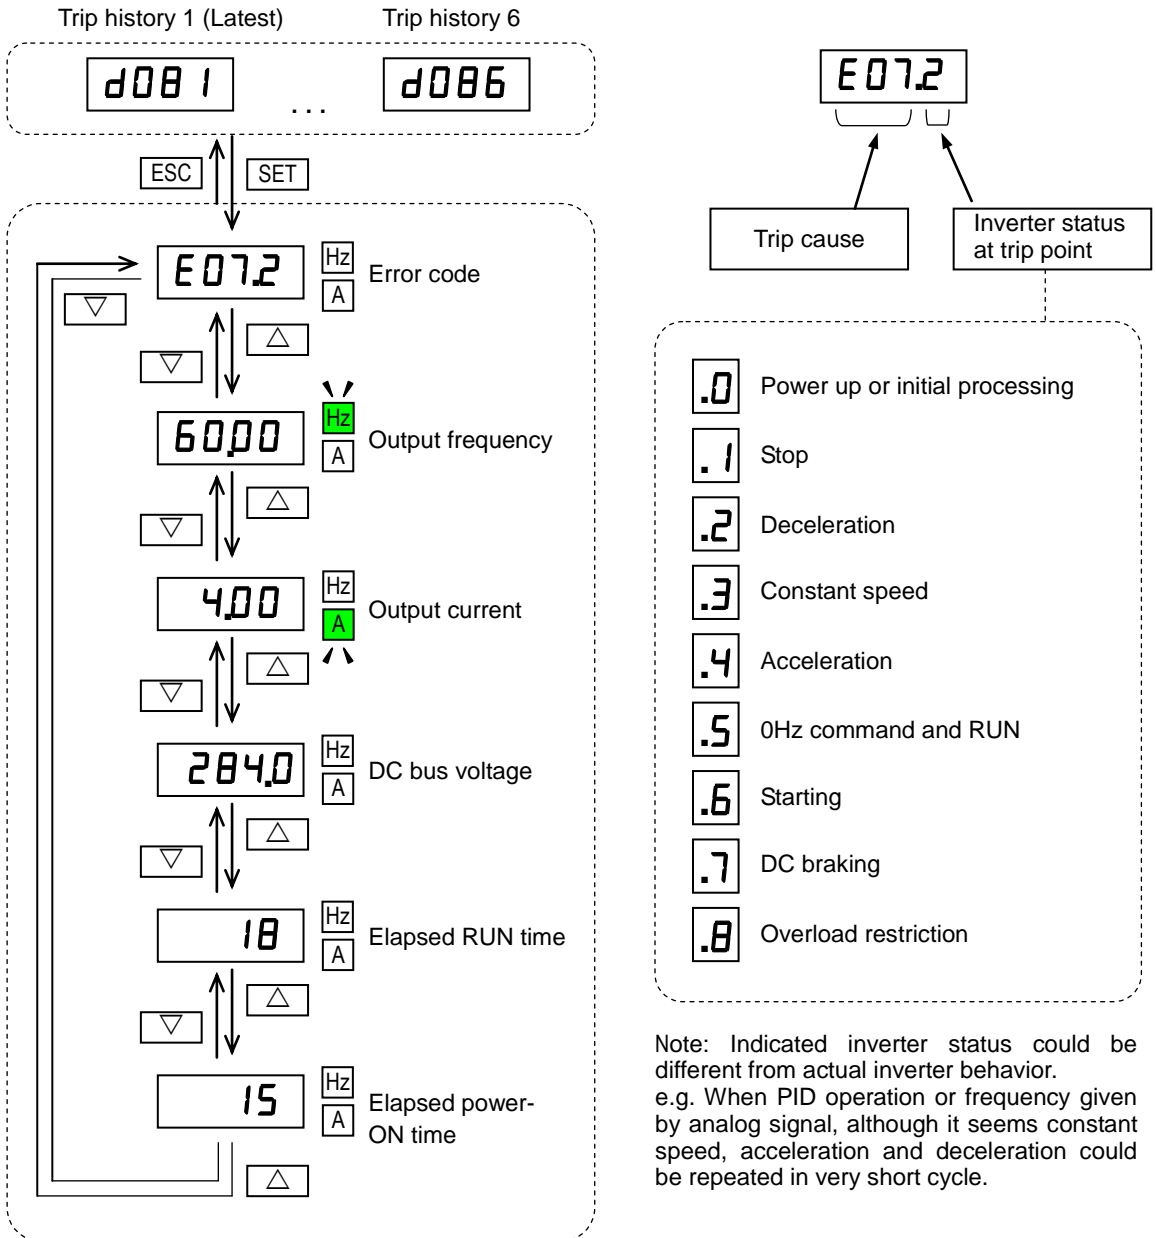 Trip history 1 (Latest)
Trip history 6
d081
. . .
d086
ESC
SET
E07.2
Hz
A
Error code
60.00
Hz
A
Output frequency
4.00
Hz
A
Output current
284.0
Hz
A
DC bus voltage
18
Hz
A
Elapsed RUN time
15
Hz
A
Elapsed power-
ON time
E07.2
Trip cause
Inverter status
at trip point
.0 Power up or initial processing
.1 Stop
.2 Deceleration
.3 Constant speed
.4 Acceleration
.5 0Hz command and RUN
.6 Starting
.7 DC braking
.8 Overload restriction
Note: Indicated inverter status could be
different from actual inverter behavior.
e.g. When PID operation or frequency given
by analog signal, although it seems constant
speed, acceleration and deceleration could
be repeated in very short cycle.